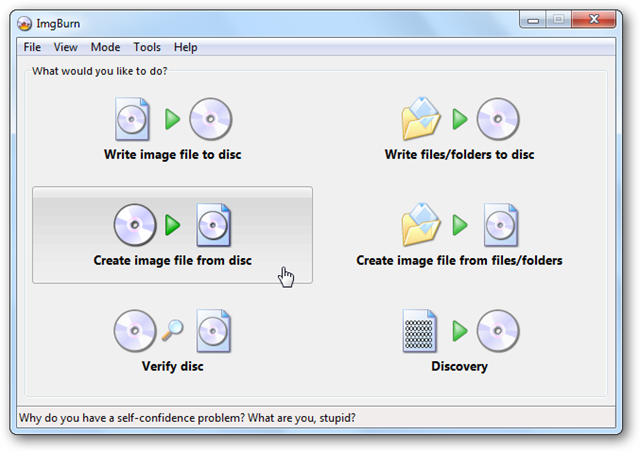 ImgBurn
File View Mode Tools Help
What would you like to do?
Write image file to disc
Write files/folders to disc
Create image file from disc
Create image file from files/folders
Verify disc
Discovery
Why do you have a self-confidence problem? What are you, stupid?